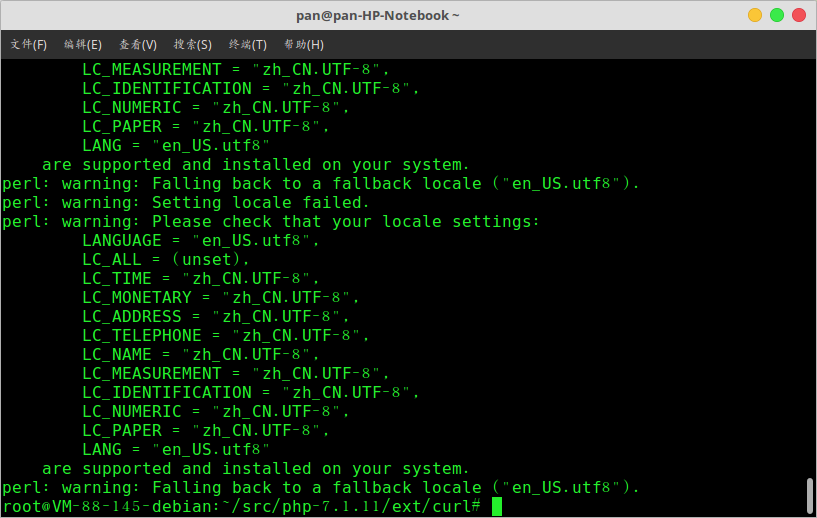 pan@pan-HP-Notebook ~
文件(F) 编辑(E) 查看(V) 搜索(S) 终端(T) 帮助(H)
LC_MEASUREMENT = "zh_CN.UTF-8",
LC_IDENTIFICATION = "zh_CN.UTF-8",
LC_NUMERIC = "zh_CN.UTF-8",
LC_PAPER = "zh_CN.UTF-8",
LANG = "en_US.utf8"
are supported and installed on your system.
perl: warning: Falling back to a fallback locale ("en_US.utf8").
perl: warning: Setting locale failed.
perl: warning: Please check that your locale settings:
LANGUAGE = "en_US.utf8",
LC_ALL = (unset),
LC_TIME = "zh_CN.UTF-8",
LC_MONETARY = "zh_CN.UTF-8",
LC_ADDRESS = "zh_CN.UTF-8",
LC_TELEPHONE = "zh_CN.UTF-8",
LC_NAME = "zh_CN.UTF-8",
LC_MEASUREMENT = "zh_CN.UTF-8",
LC_IDENTIFICATION = "zh_CN.UTF-8",
LC_NUMERIC = "zh_CN.UTF-8",
LC_PAPER = "zh_CN.UTF-8",
LANG = "en_US.utf8"
are supported and installed on your system.
perl: warning: Falling back to a fallback locale ("en_US.utf8").
root@VM-88-145-debian:~/src/php-7.1.11/ext/curl#